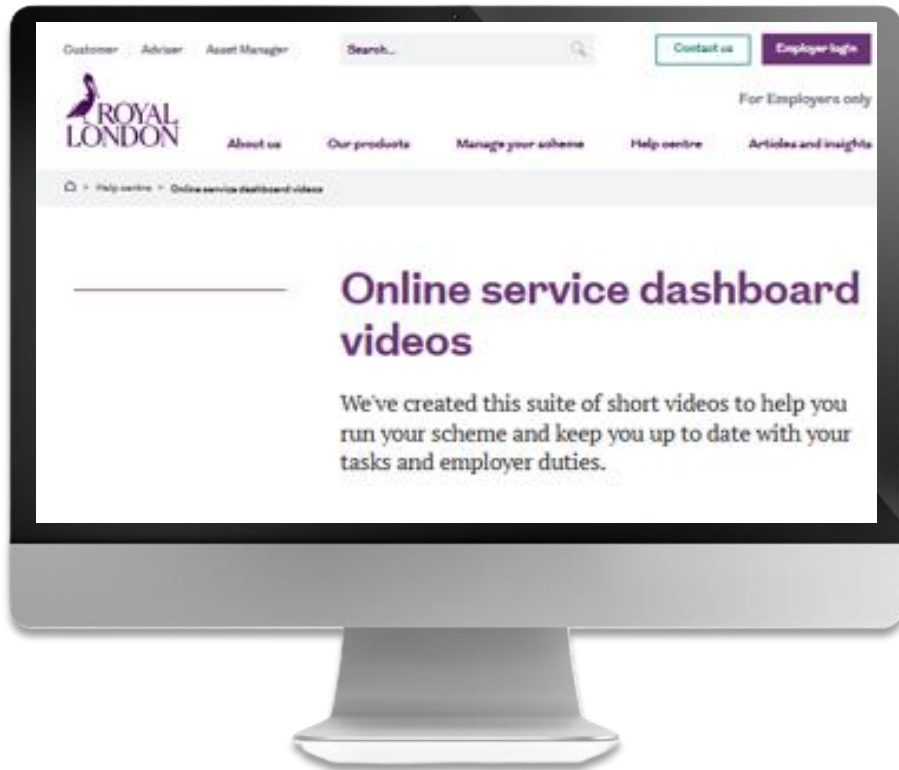 Customer Adviser Asset Manager Search... Contact us Employer login
For Employers only
ROYAL
LONDON
About us Our products Manage your scheme Help centre Articles and insights
> Help centre > Online service dashboard videos
Online service dashboard
videos
We've created this suite of short videos to help you
run your scheme and keep you up to date with your
tasks and employer duties.